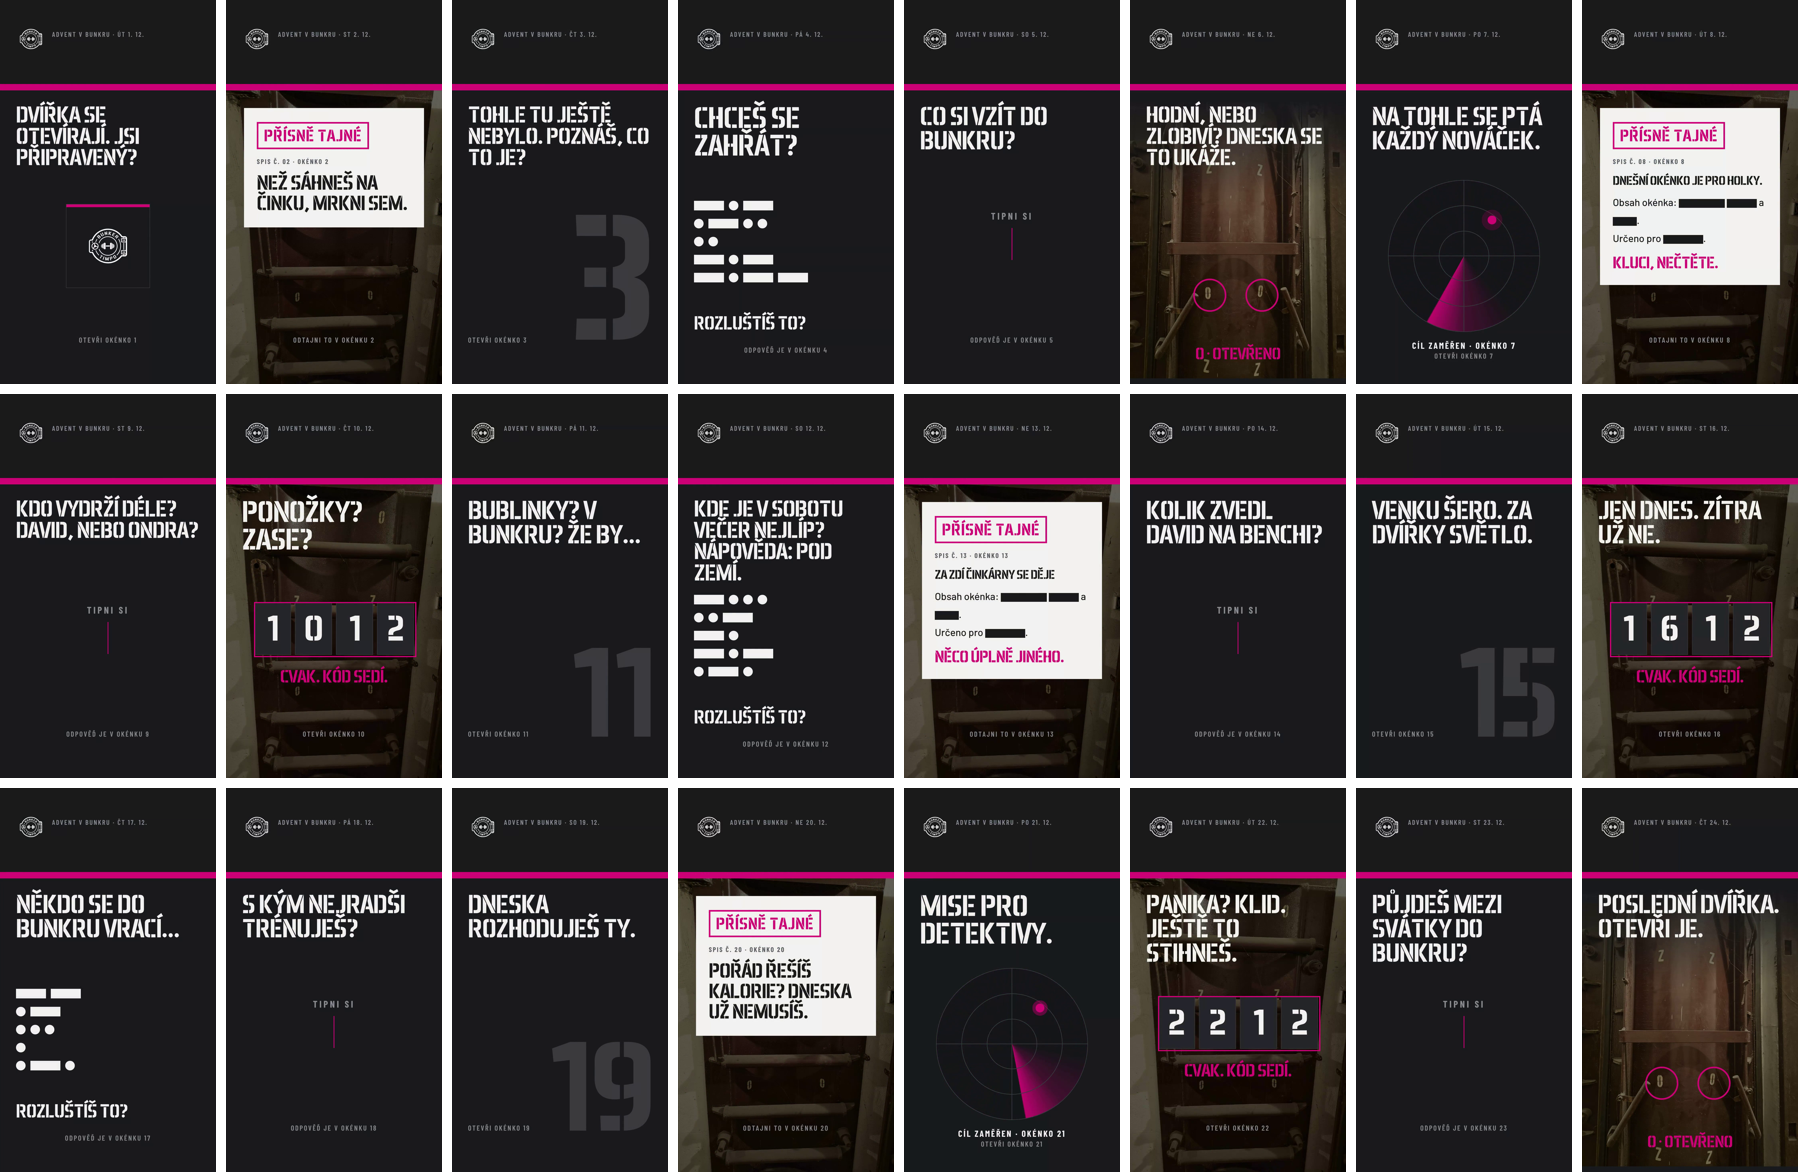 ADVENT V BUNKRU · ÚT 1. 12.
DVÍŘKA SE
OTEVÍRAJÍ. JSI
PŘIPRAVENÝ?
BUNKER
TIMPO
OTEVŘI OKÉNKO 1
ADVENT V BUNKRU · ST 2. 12.
PŘÍSNĚ TAJNÉ
SPIS Č. 02 · OKÉNKO 2
NEŽ SÁHNEŠ NA
ČINKU, MRKNI SEM.
ODTAJNI TO V OKÉNKU 2
ADVENT V BUNKRU · ČT 3. 12.
TOHLE TU JEŠTĚ
NEBYLO. POZNÁŠ, CO
TO JE?
3
OTEVŘI OKÉNKO 3
ADVENT V BUNKRU · PÁ 4. 12.
CHCEŠ SE
ZAHŘÁT?
ROZLUŠTÍŠ TO?
ODPOVĚĎ JE V OKÉNKU 4
ADVENT V BUNKRU · SO 5. 12.
CO SI VZÍT DO
BUNKRU?
TIPNI SI
ODPOVĚĎ JE V OKÉNKU 5
ADVENT V BUNKRU · NE 6. 12.
HODNÍ, NEBO
ZLOBIVÍ? DNESKA SE
TO UKÁŽE.
Z
O O
O · OTEVŘENO
Z Z
ADVENT V BUNKRU · PO 7. 12.
NA TOHLE SE PTÁ
KAŽDÝ NOVÁČEK.
CÍL ZAMĚŘEN · OKÉNKO 7
OTEVŘI OKÉNKO 7
ADVENT V BUNKRU · ÚT 8. 12.
PŘÍSNĚ TAJNÉ
SPIS Č. 08 · OKÉNKO 8
DNEŠNÍ OKÉNKO JE PRO HOLKY.
Obsah okénka: a
.
Určeno pro .
KLUCI, NEČTĚTE.
ODTAJNI TO V OKÉNKU 8
ADVENT V BUNKRU · ST 9. 12.
KDO VYDRŽÍ DÉLE?
DAVID, NEBO ONDRA?
TIPNI SI
ODPOVĚĎ JE V OKÉNKU 9
ADVENT V BUNKRU · ČT 10. 12.
PONOŽKY?
ZASE?
1 0 1 2
CVAK. KÓD SEDÍ.
OTEVŘI OKÉNKO 10
ADVENT V BUNKRU · PÁ 11. 12.
BUBLINKY? V
BUNKRU? ŽE BY...
11
OTEVŘI OKÉNKO 11
ADVENT V BUNKRU · SO 12. 12.
KDE JE V SOBOTU
VEČER NEJLÍP?
NÁPOVĚDA: POD
ZEMÍ.
ROZLUŠTÍŠ TO?
ODPOVĚĎ JE V OKÉNKU 12
ADVENT V BUNKRU · NE 13. 12.
PŘÍSNĚ TAJNÉ
SPIS Č. 13 · OKÉNKO 13
ZA ZDÍ ČINKÁRNY SE DĚJE
Obsah okénka: a
.
Určeno pro .
NĚCO ÚPLNĚ JINÉHO.
ODTAJNI TO V OKÉNKU 13
ADVENT V BUNKRU · PO 14. 12.
KOLIK ZVEDL
DAVID NA BENCHI?
TIPNI SI
ODPOVĚĎ JE V OKÉNKU 14
ADVENT V BUNKRU · ÚT 15. 12.
VENKU ŠERO. ZA
DVÍŘKY SVĚTLO.
15
OTEVŘI OKÉNKO 15
ADVENT V BUNKRU · ST 16. 12.
JEN DNES. ZÍTRA
UŽ NE.
1 6 1 2
CVAK. KÓD SEDÍ.
OTEVŘI OKÉNKO 16
ADVENT V BUNKRU · ČT 17. 12.
NĚKDO SE DO
BUNKRU VRACÍ...
ROZLUŠTÍŠ TO?
ODPOVĚĎ JE V OKÉNKU 17
ADVENT V BUNKRU · PÁ 18. 12.
S KÝM NEJRADŠI
TRÉNUJEŠ?
TIPNI SI
ODPOVĚĎ JE V OKÉNKU 18
ADVENT V BUNKRU · SO 19. 12.
DNESKA
ROZHODUJEŠ TY.
19
OTEVŘI OKÉNKO 19
ADVENT V BUNKRU · NE 20. 12.
PŘÍSNĚ TAJNÉ
SPIS Č. 20 · OKÉNKO 20
POŘÁD ŘEŠÍŠ
KALORIE? DNESKA
UŽ NEMUSÍŠ.
ODTAJNI TO V OKÉNKU 20
ADVENT V BUNKRU · PO 21. 12.
MISE PRO
DETEKTIVY.
CÍL ZAMĚŘEN · OKÉNKO 21
OTEVŘI OKÉNKO 21
ADVENT V BUNKRU · ÚT 22. 12.
PANIKA? KLID.
JEŠTĚ TO
STIHNEŠ.
2 2 1 2
CVAK. KÓD SEDÍ.
OTEVŘI OKÉNKO 22
ADVENT V BUNKRU · ST 23. 12.
PŮJDEŠ MEZI
SVÁTKY DO
BUNKRU?
TIPNI SI
ODPOVĚĎ JE V OKÉNKU 23
ADVENT V BUNKRU · ČT 24. 12.
POSLEDNÍ DVÍŘKA.
OTEVŘI JE.
Z Z
O O
O · OTEVŘENO
Z Z